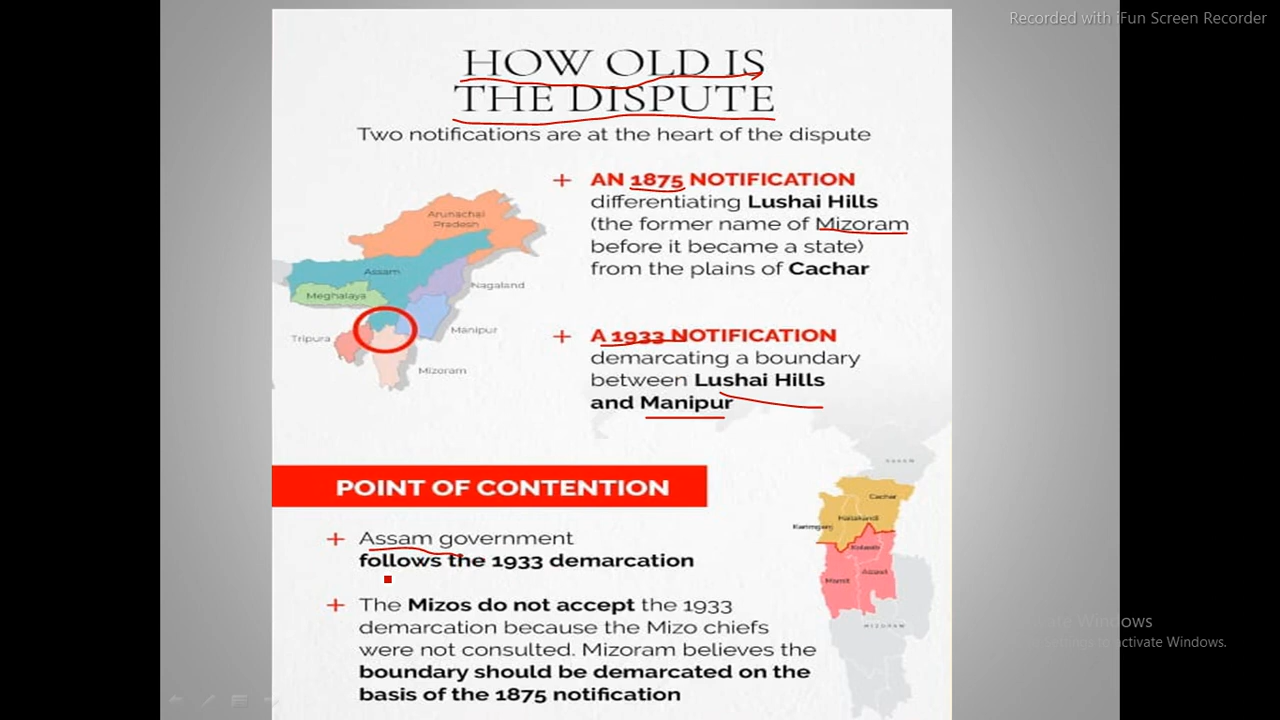 Recorded with iFun Screen Recorder
HOW OLD IS
THE DISPUTE
Two notifications are at the heart of the dispute
+ AN 1875 NOTIFICATION
differentiating Lushai Hills
(the former name of Mizoram
before it became a state)
from the plains of Cachar
Arunachal
Pradesh
Assam
Meghalaya
Nagaland
Tripura
Manipur
Mizoram
+ A 1933 NOTIFICATION
demarcating a boundary
between Lushai Hills
and Manipur
POINT OF CONTENTION
+ Assam government
follows the 1933 demarcation
+ The Mizos do not accept the 1933
demarcation because the Mizo chiefs
were not consulted. Mizoram believes the
boundary should be demarcated on the
basis of the 1875 notification
ASSAM
Cachar
Hailakandi
Karimganj
Kolasib
Aizawl
Mamit
MIZORAM
Windows
to activate Windows.